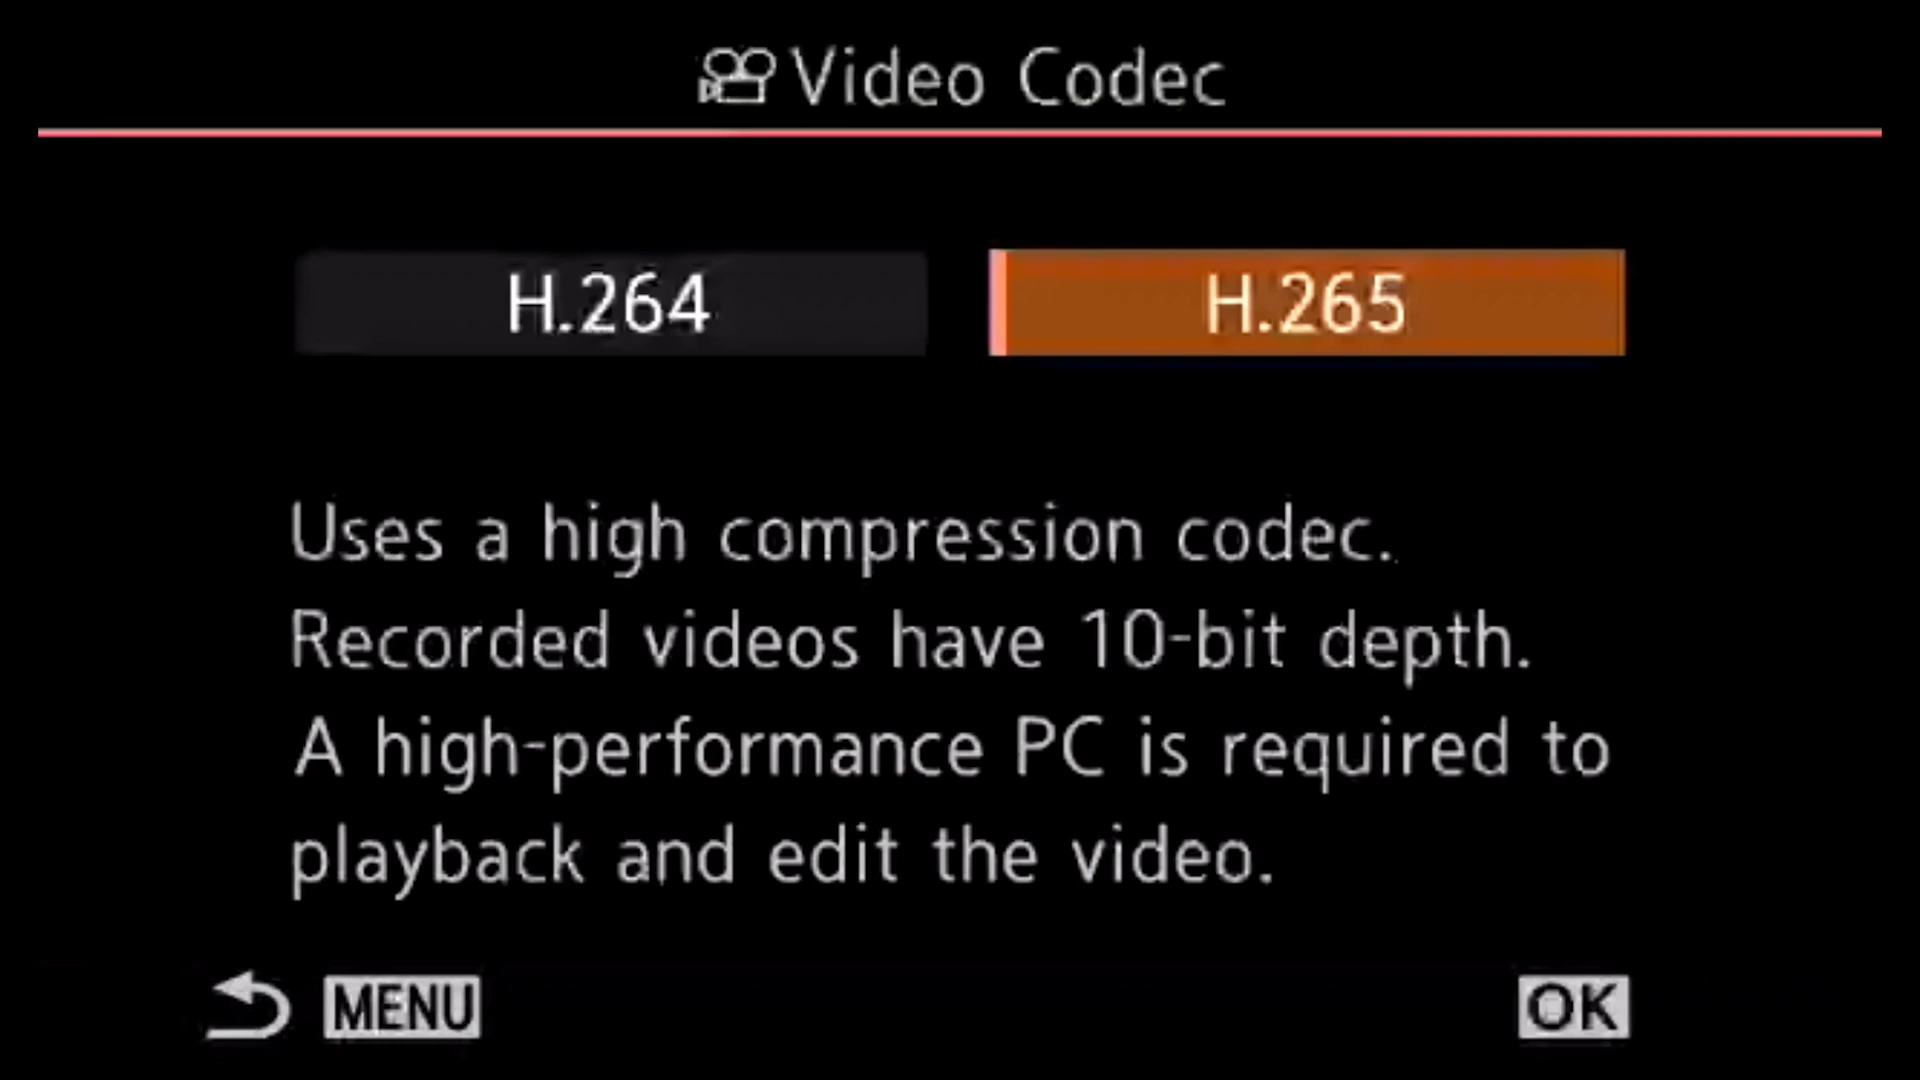 Video Codec
H.264 H.265
Uses a high compression codec.
Recorded videos have 10-bit depth.
A high-performance PC is required to
playback and edit the video.
MENU OK